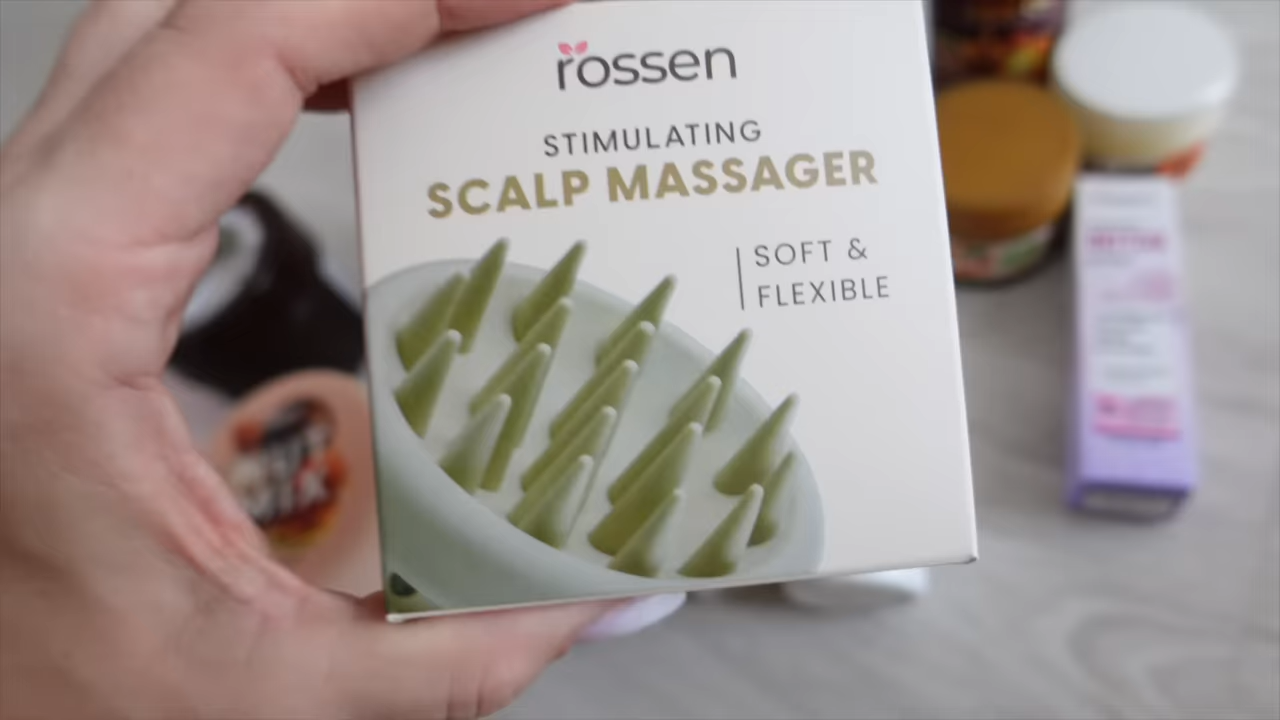 rossen
STIMULATING
SCALP MASSAGER
SOFT &
FLEXIBLE